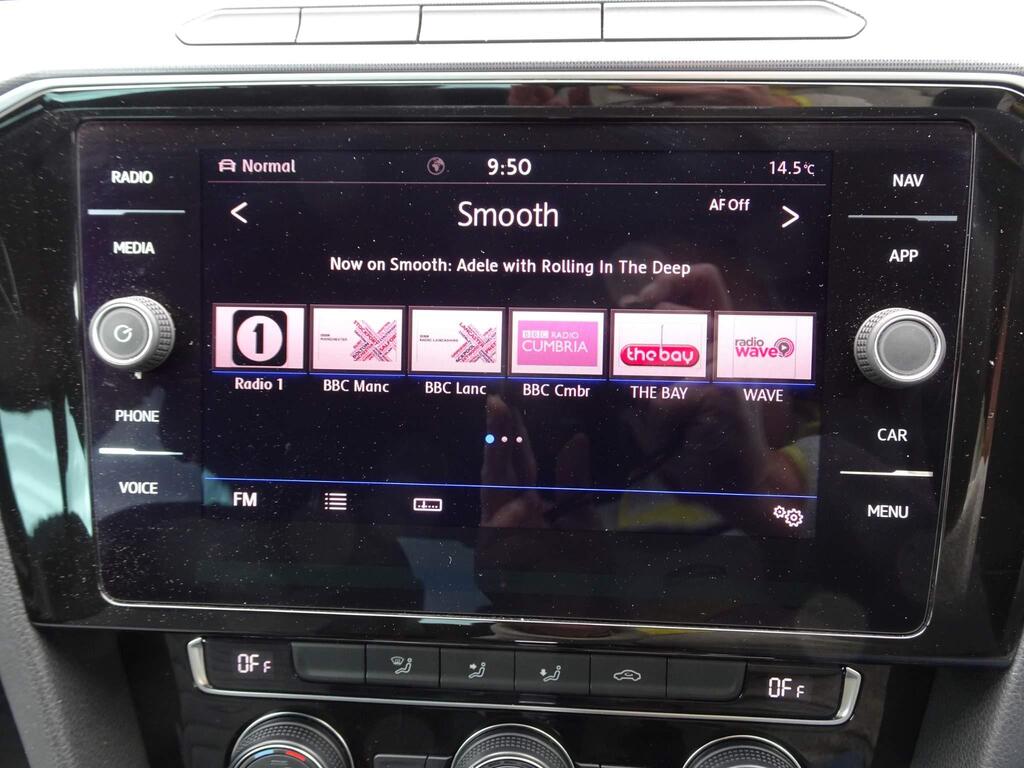 RADIO
MEDIA
PHONE
VOICE
Normal 9:50 14.5°C
Smooth AF Off
Now on Smooth: Adele with Rolling In The Deep
1
BBC RADIO
CUMBRIA
the bay
radio
wave
Radio 1 BBC Manc BBC Lanc BBC Cmbr THE BAY WAVE
FM
NAV
APP
CAR
MENU
OFF OFF